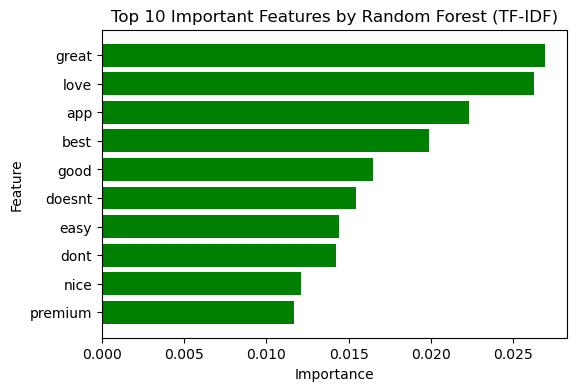 Top 10 Important Features by Random Forest (TF-IDF)
great
love
app
best
good
doesnt
easy
dont
nice
premium
Feature
0.000 0.005 0.010 0.015 0.020 0.025
Importance